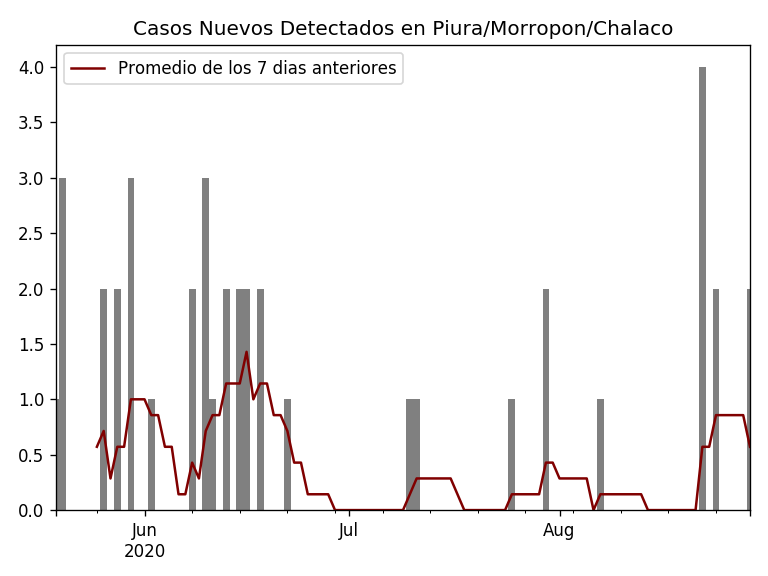 Casos Nuevos Detectados en Piura/Morropon/Chalaco
Promedio de los 7 dias anteriores
4.0
3.5
3.0
2.5
2.0
1.5
1.0
0.5
0.0
Jun
2020
Jul
Aug